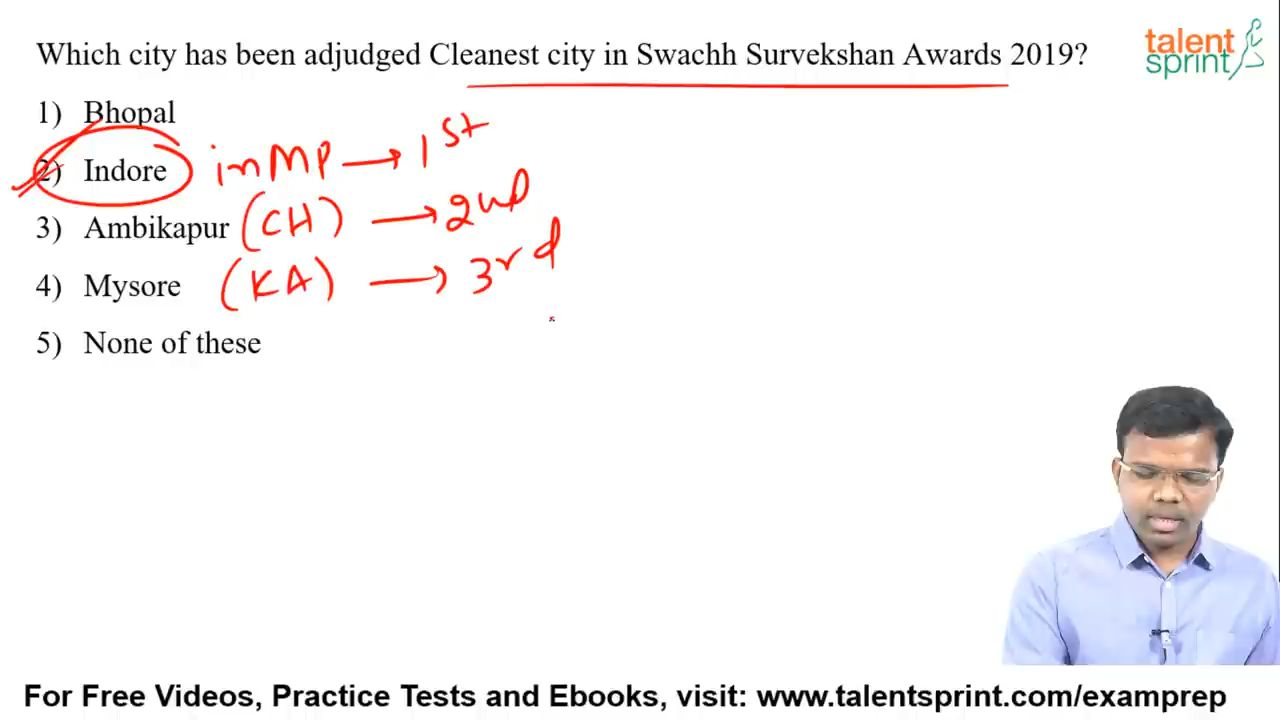 Which city has been adjudged Cleanest city in Swachh Survekshan Awards 2019?
talent
sprint
1) Bhopal
2) Indore in MP → 1st
3) Ambikapur (CH) → 2nd
4) Mysore (KA) → 3rd
5) None of these
For Free Videos, Practice Tests and Ebooks, visit: www.talentsprint.com/examprep